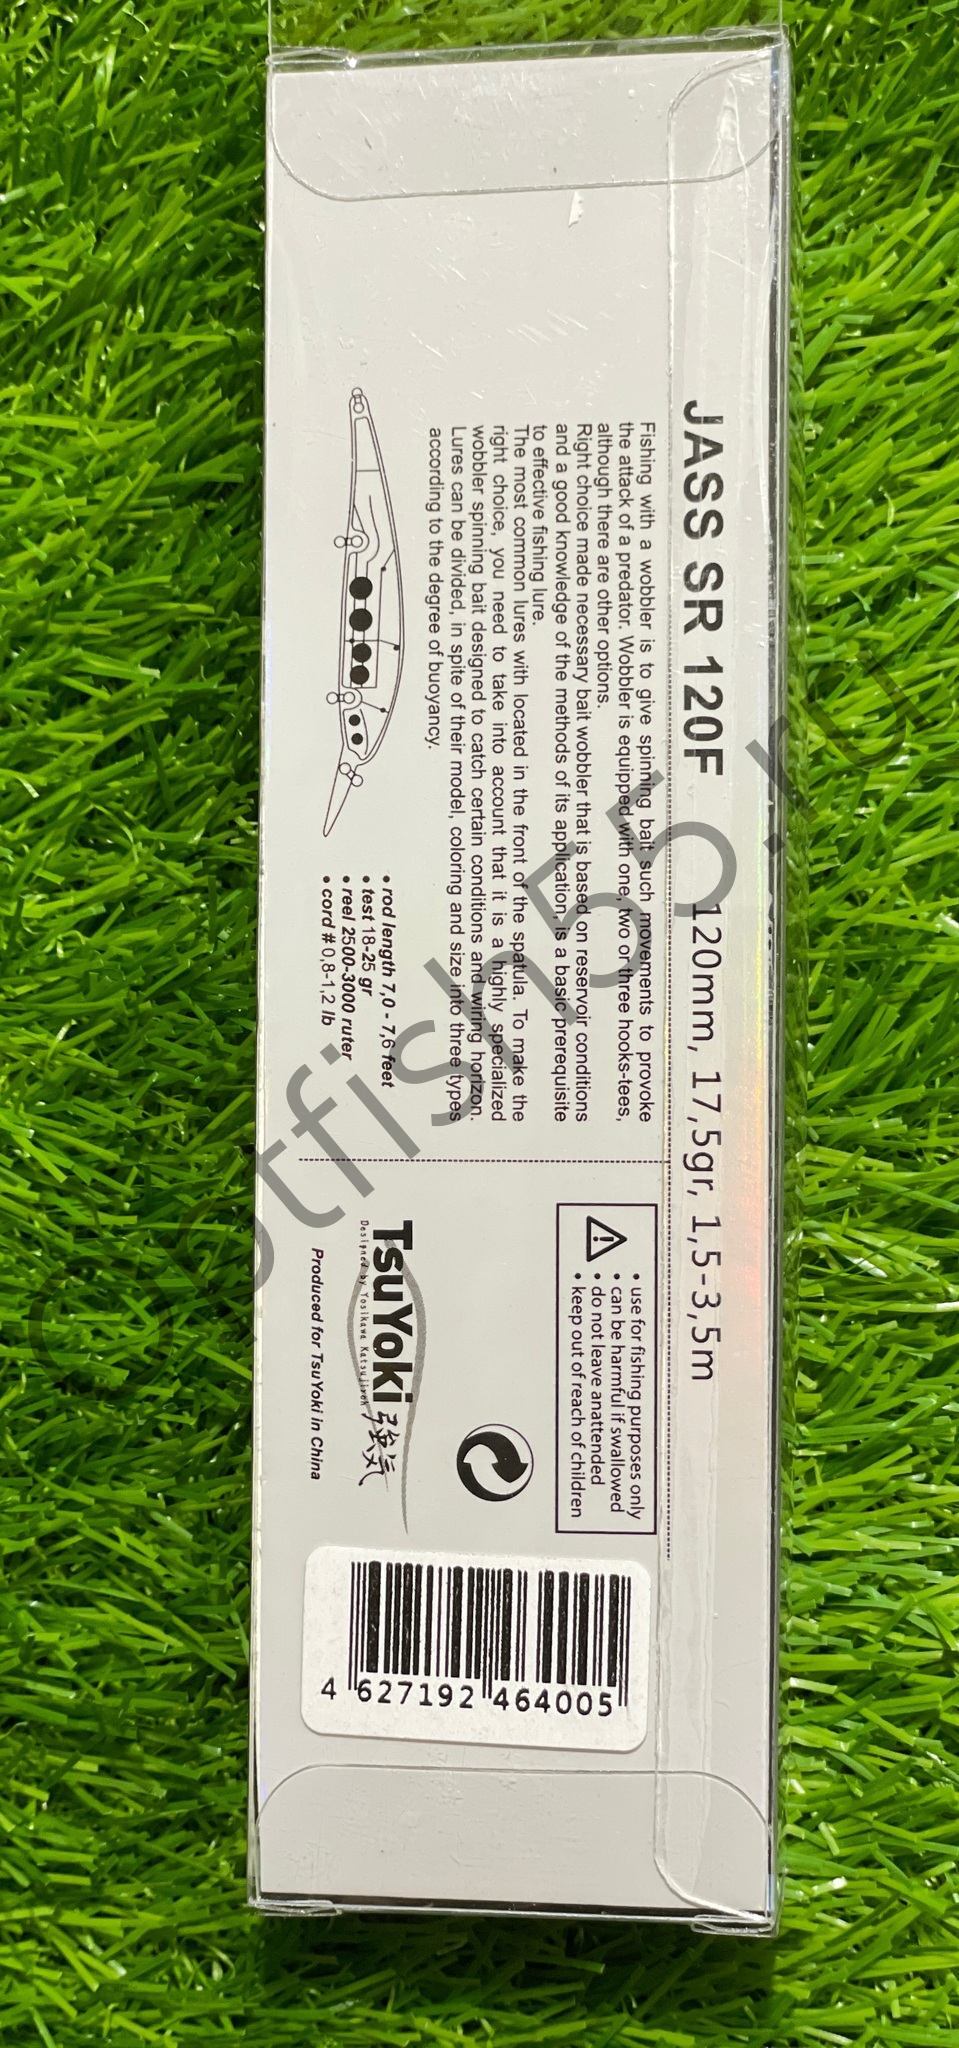 JASS SR 120F 120mm, 17,5gr, 1,5-3,5m
Fishing with a wobbler is to give spinning bait such movements to provoke
the attack of a predator. Wobbler is equipped with one, two or three hooks-tees,
although there are other options.
Right choice made necessary bait wobbler that is based on reservoir conditions
and a good knowledge of the methods of its application, is a basic prerequisite
to effective fishing lure.
The most common lures with located in the front of the spatula. To make the
right choice, you need to take into account that it is a highly specialized
wobbler spinning bait designed to catch certain conditions and wiring horizon.
Lures can be divided, in spite of their model, coloring and size into three types
according to the degree of buoyancy.
• rod length 7,0 - 7,6 feet
• test 18-25 gr
• reel 2500-3000 ruter
• cord # 0,8-1,2 lb
• use for fishing purposes only
• can be harmful if swallowed
• do not leave anattended
• keep out of reach of children
TsuYoki 強気
Designed by Yosikawa Katsujiven
Produced for TsuYoki in China
4 627192 464005
optfish55.ru